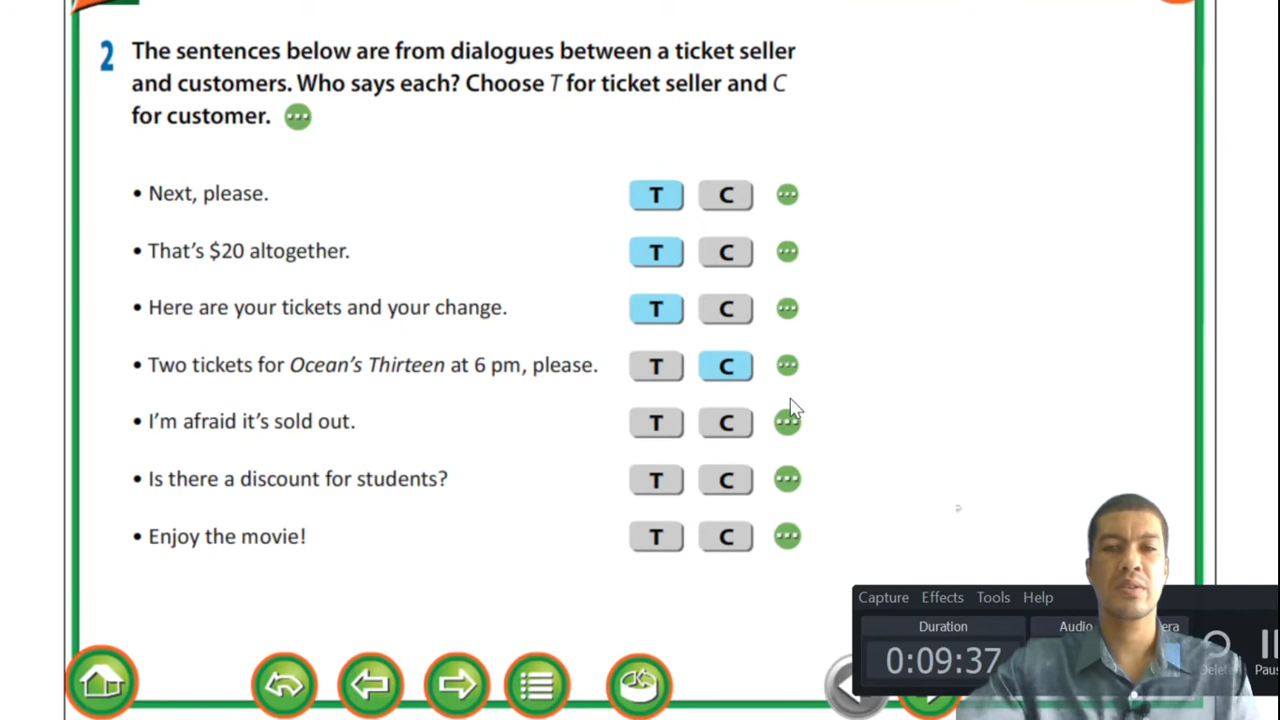 2 The sentences below are from dialogues between a ticket seller
and customers. Who says each? Choose T for ticket seller and C
for customer.
• Next, please. T C
• That's $20 altogether. T C
• Here are your tickets and your change. T C
• Two tickets for Ocean's Thirteen at 6 pm, please. T C
• I'm afraid it's sold out. T C
• Is there a discount for students? T C
• Enjoy the movie! T C
Capture Effects Tools Help
Duration Audio
0:09:37